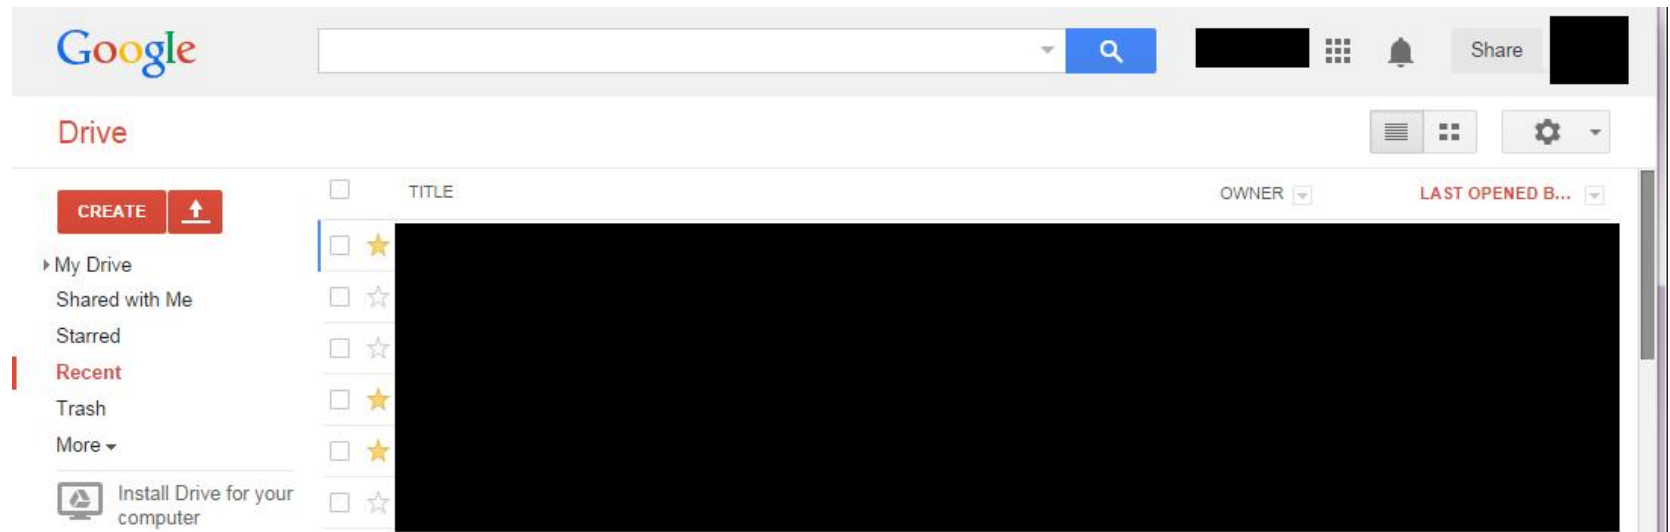 Google
Share
Drive
CREATE
TITLE
OWNER
LAST OPENED B...
My Drive
Shared with Me
Starred
Recent
Trash
More
Install Drive for your
computer